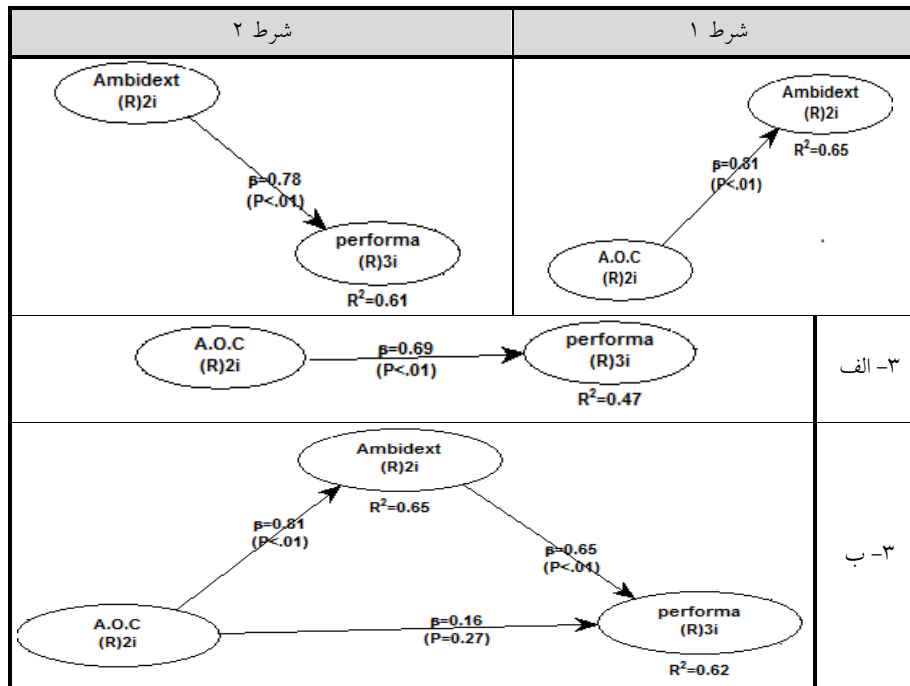 شرط ۱
شرط ۲
Ambidext
(R)2i
R²=0.65
β=0.81
(P<.01)
A.O.C
(R)2i
Ambidext
(R)2i
β=0.78
(P<.01)
performa
(R)3i
R²=0.61
۳- الف
A.O.C
(R)2i
β=0.69
(P<.01)
performa
(R)3i
R²=0.47
۳- ب
Ambidext
(R)2i
R²=0.65
β=0.81
(P<.01)
β=0.65
(P<.01)
A.O.C
(R)2i
β=0.16
(P=0.27)
performa
(R)3i
R²=0.62